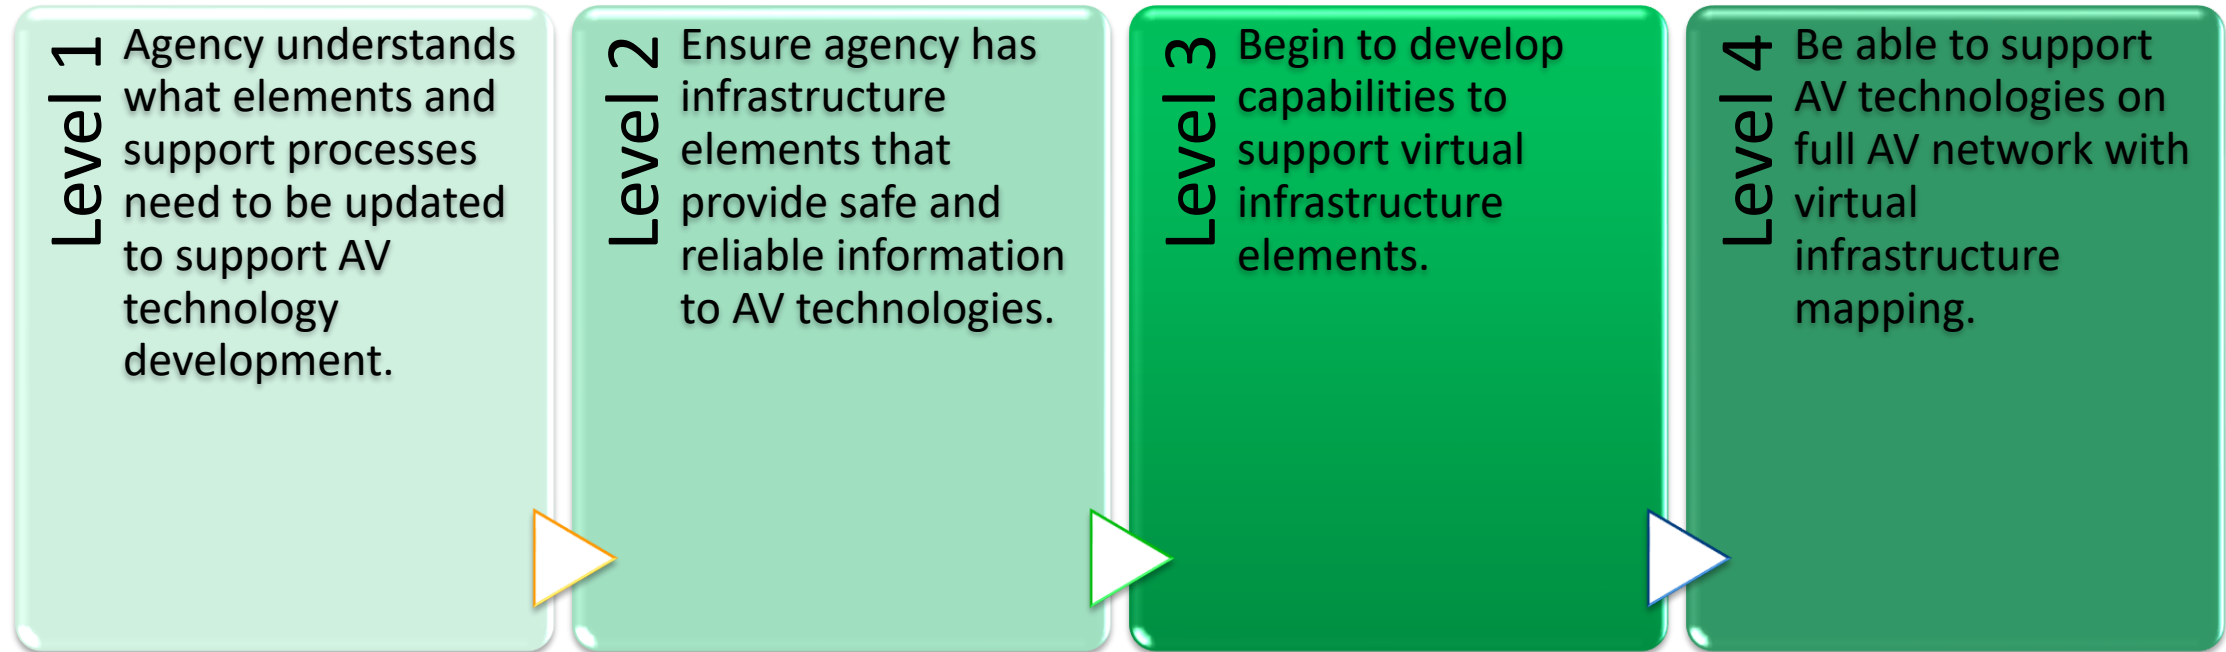 Level 1
Agency understands
what elements and
support processes
need to be updated
to support AV
technology
development.
Level 2
Ensure agency has
infrastructure
elements that
provide safe and
reliable information
to AV technologies.
Level 3
Begin to develop
capabilities to
support virtual
infrastructure
elements.
Level 4
Be able to support
AV technologies on
full AV network with
virtual
infrastructure
mapping.